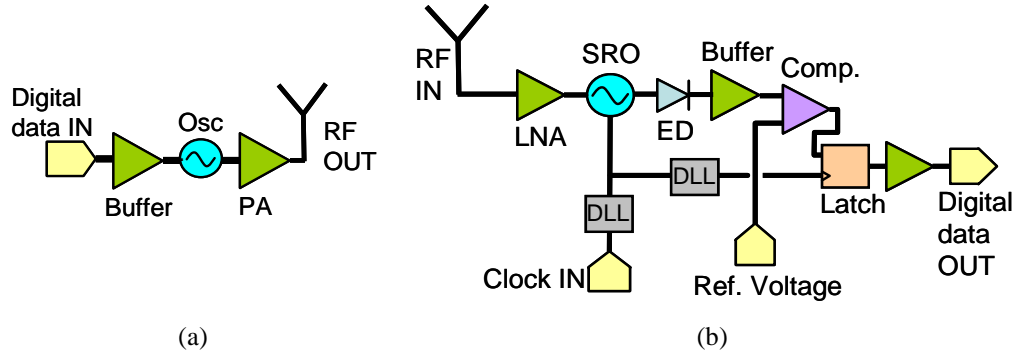 Digital
data IN
Buffer
Osc
PA
RF
OUT
(a)
RF
IN
LNA
SRO
ED
Buffer
Comp.
DLL
DLL
Clock IN
Ref. Voltage
Latch
Digital
data
OUT
(b)